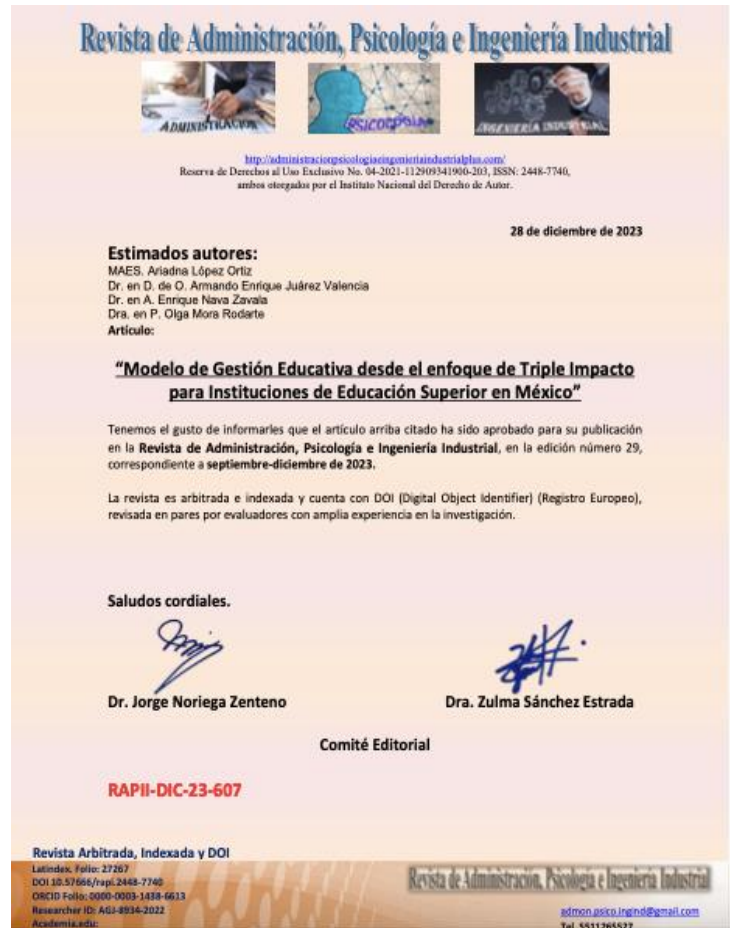 Revista de Administración, Psicología e Ingeniería Industrial
ADMINISTRACIÓN
PSICOLOGIA
INGENIERÍA INDUSTRIAL
http://administracionpsicologiaeingenieriaindustrialplus.com/
Reserva de Derechos al Uso Exclusivo No. 04-2021-112909341900-203, ISSN: 2448-7740,
ambos otorgados por el Instituto Nacional del Derecho de Autor.
28 de diciembre de 2023
Estimados autores:
MAES. Ariadna López Ortiz
Dr. en D. de O. Armando Enrique Juárez Valencia
Dr. en A. Enrique Nava Zavala
Dra. en P. Olga Mora Rodarte
Artículo:
“Modelo de Gestión Educativa desde el enfoque de Triple Impacto
para Instituciones de Educación Superior en México”
Tenemos el gusto de informarles que el artículo arriba citado ha sido aprobado para su publicación
en la Revista de Administración, Psicología e Ingeniería Industrial, en la edición número 29,
correspondiente a septiembre-diciembre de 2023.
La revista es arbitrada e indexada y cuenta con DOI (Digital Object Identifier) (Registro Europeo),
revisada en pares por evaluadores con amplia experiencia en la investigación.
Saludos cordiales.
Dr. Jorge Noriega Zenteno
Dra. Zulma Sánchez Estrada
Comité Editorial
RAPII-DIC-23-607
Revista Arbitrada, Indexada y DOI
Latindex, Folio: 27267
DOI 10.57666/rapi.2448-7740
ORCID Folio: 0000-0003-1438-6613
Researcher ID: AGJ-8934-2022
Academia.edu:
Revista de Administración, Psicología e Ingeniería Industrial
admon.psico.ingind@gmail.com
Tel. 5511265527